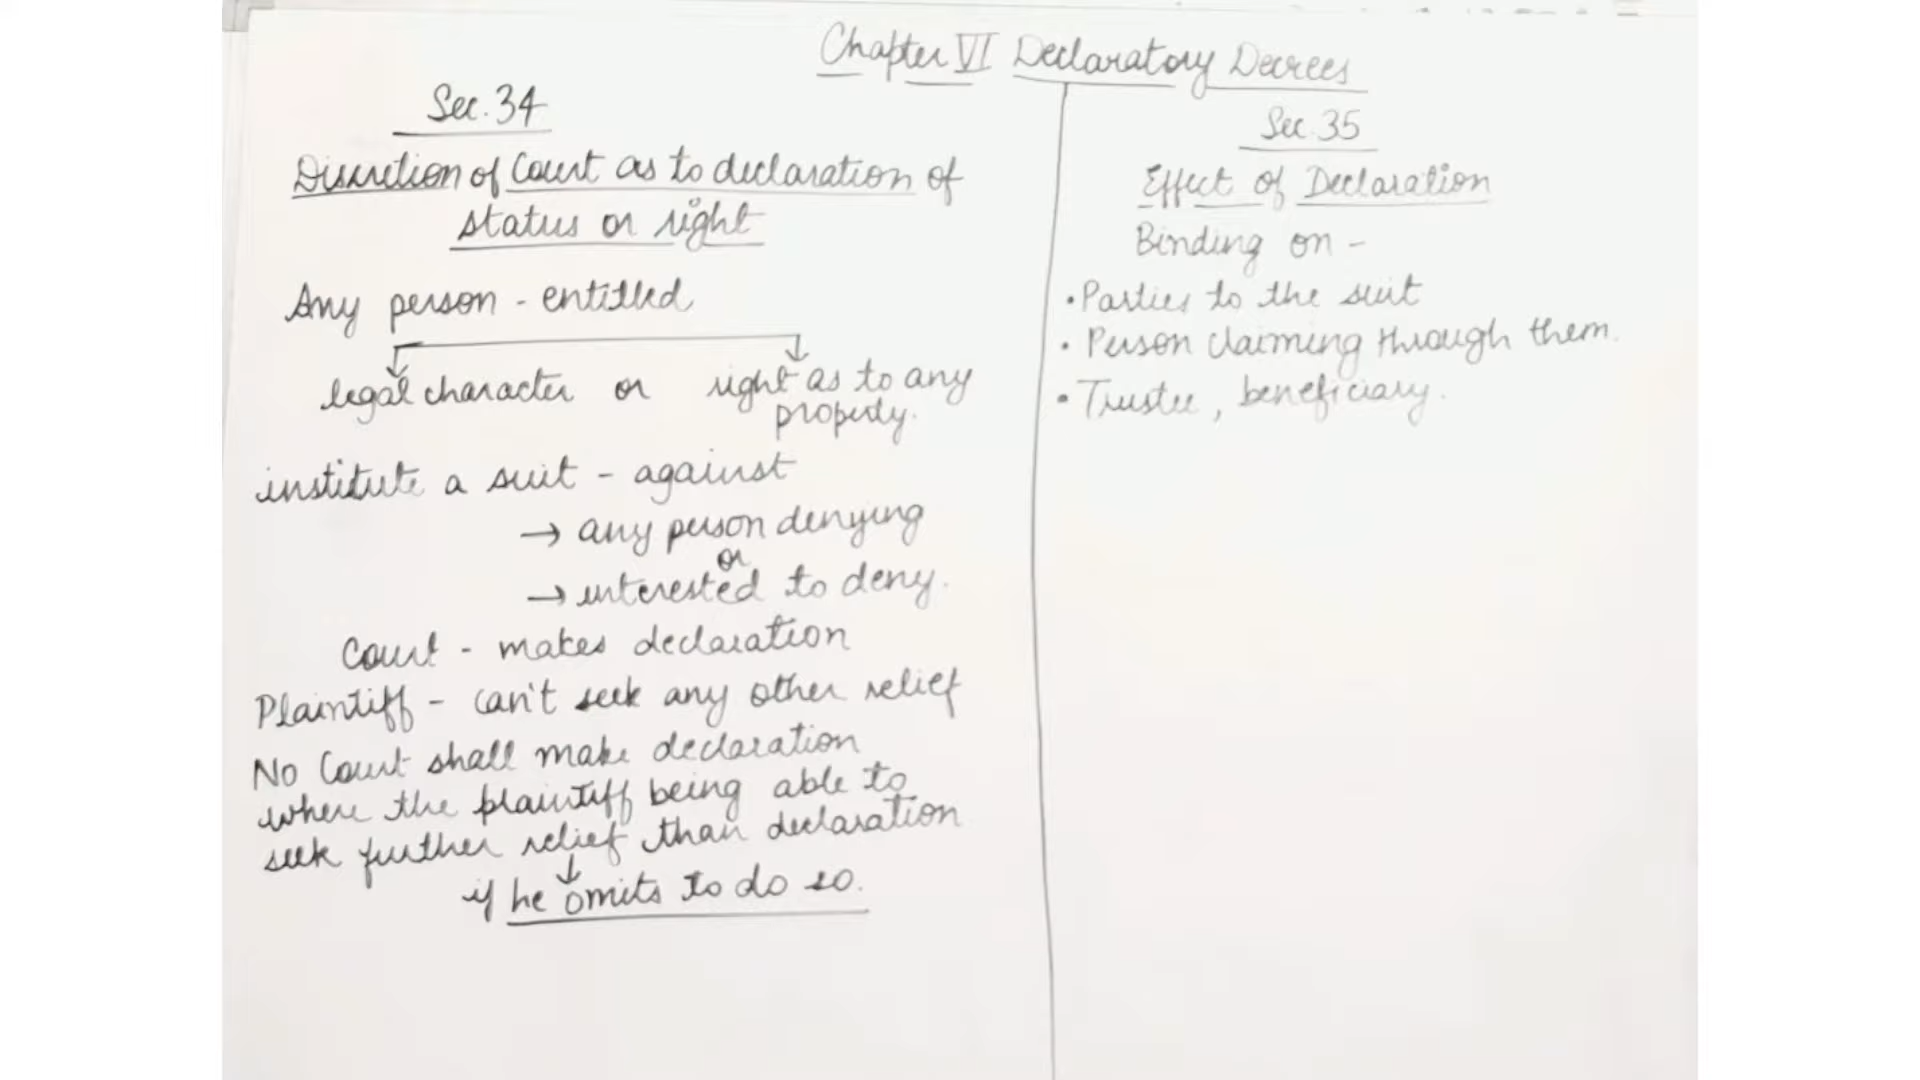 Chapter VI Declaratory Decrees
Sec. 34
Discretion of Court as to declaration of
status or right
Any person - entitled
legal character or right as to any
property.
institute a suit - against
→ any person denying
or
→ interested to deny.
Court - makes declaration
Plaintiff - can't seek any other relief
No Court shall make declaration
where the plaintiff being able to
seek further relief than declaration
↓
if he omits to do so.
Sec. 35
Effect of Declaration
Binding on -
• Parties to the suit
• Person claiming through them.
• Trustee, beneficiary.